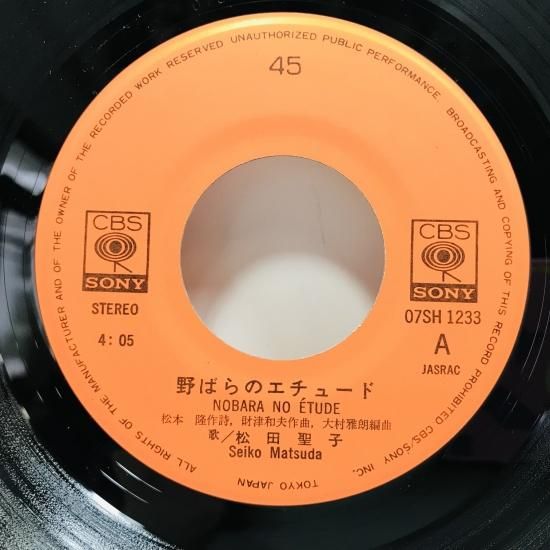 ALL RIGHTS OF THE MANUFACTURER AND OF THE OWNER OF THE RECORDED WORK RESERVED UNAUTHORIZED PUBLIC PERFORMANCE. BROADCASTING AND COPYING OF THIS RECORD PROHIBITED CBS/SONY INC.
TOKYO JAPAN
45
CBS
SONY
STEREO
4:05
CBS
SONY
07SH 1233
A
JASRAC
野ばらのエチュード
NOBARA NO ÉTUDE
松本 隆作詩, 財津和夫作曲, 大村雅朗編曲
歌／松田聖子
Seiko Matsuda